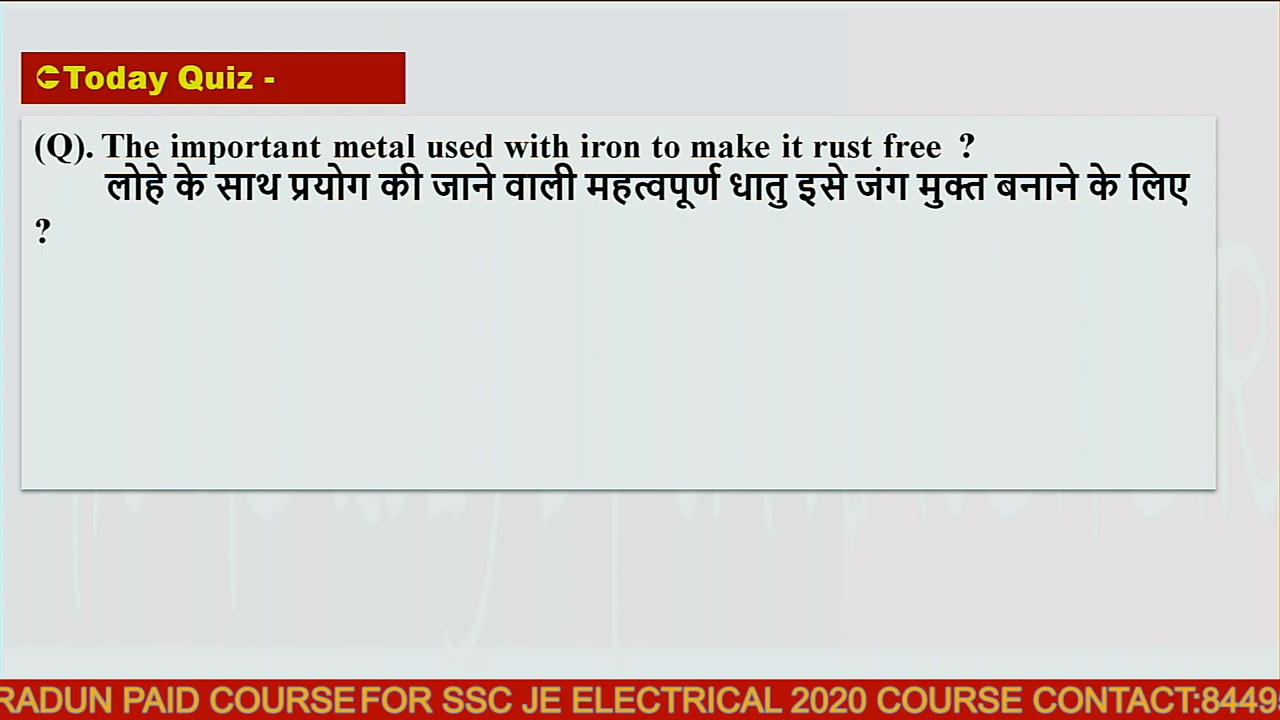 Today Quiz -
(Q). The important metal used with iron to make it rust free ?
लोहे के साथ प्रयोग की जाने वाली महत्वपूर्ण धातु इसे जंग मुक्त बनाने के लिए
?
RADUN PAID COURSE FOR SSC JE ELECTRICAL 2020 COURSE CONTACT:8449